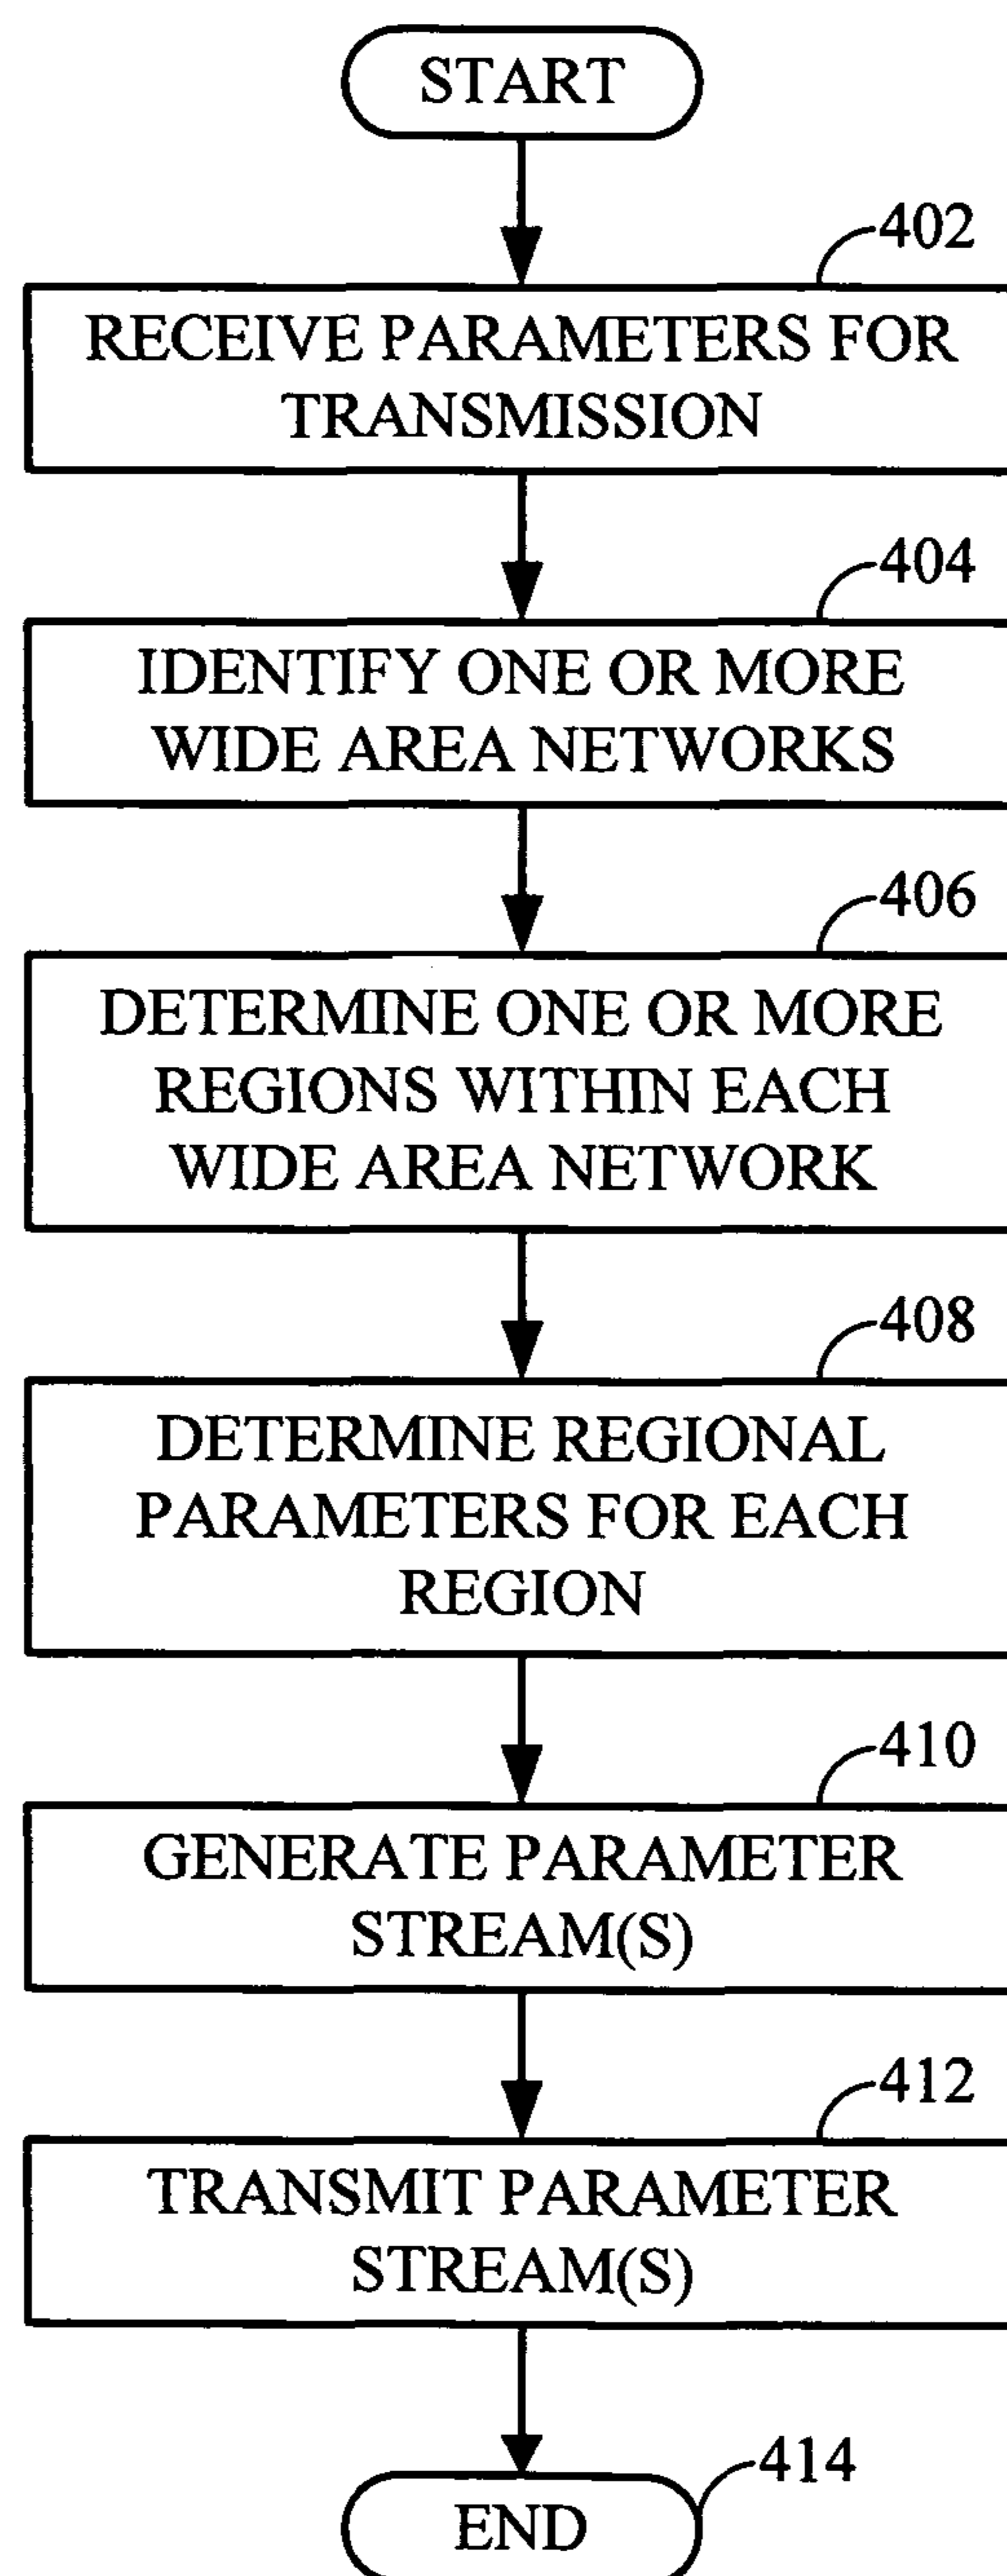 START
402
RECEIVE PARAMETERS FOR
TRANSMISSION
404
IDENTIFY ONE OR MORE
WIDE AREA NETWORKS
406
DETERMINE ONE OR MORE
REGIONS WITHIN EACH
WIDE AREA NETWORK
408
DETERMINE REGIONAL
PARAMETERS FOR EACH
REGION
410
GENERATE PARAMETER
STREAM(S)
412
TRANSMIT PARAMETER
STREAM(S)
414
END